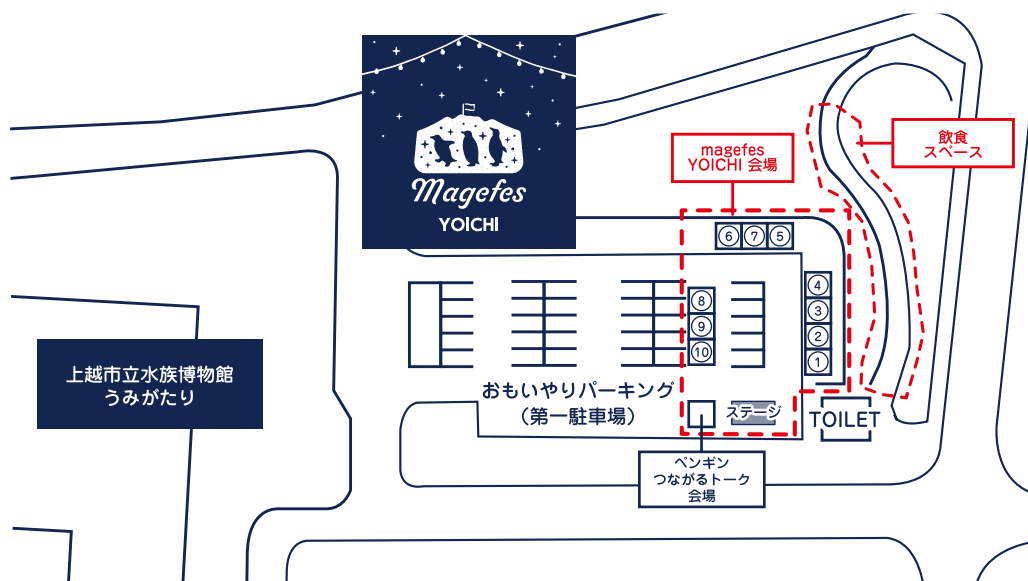 Magefes
YOICHI
magefes
YOICHI 会場
飲食
スペース
⑥ ⑦ ⑤
④
③
②
①
⑧
⑨
⑩
上越市立水族博物館
うみがたり
おもいやりパーキング
（第一駐車場）
ステージ
TOILET
ペンギン
つながるトーク
会場